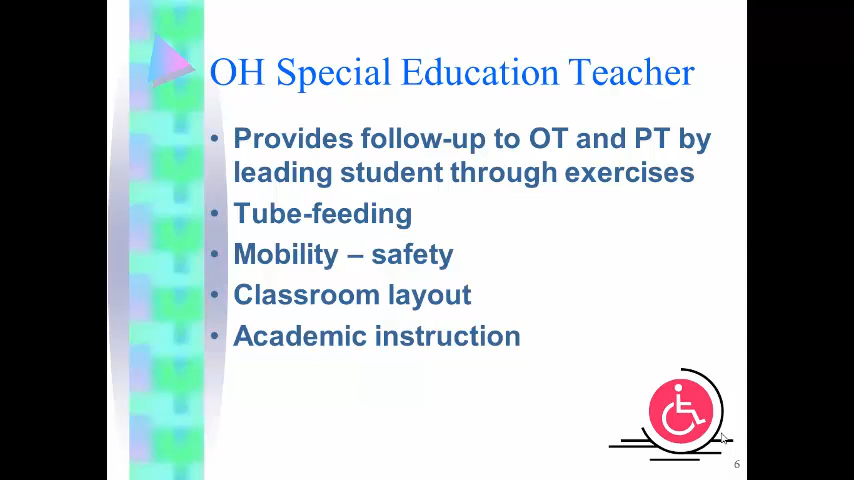 OH Special Education Teacher
• Provides follow-up to OT and PT by
leading student through exercises
• Tube-feeding
• Mobility – safety
• Classroom layout
• Academic instruction
6